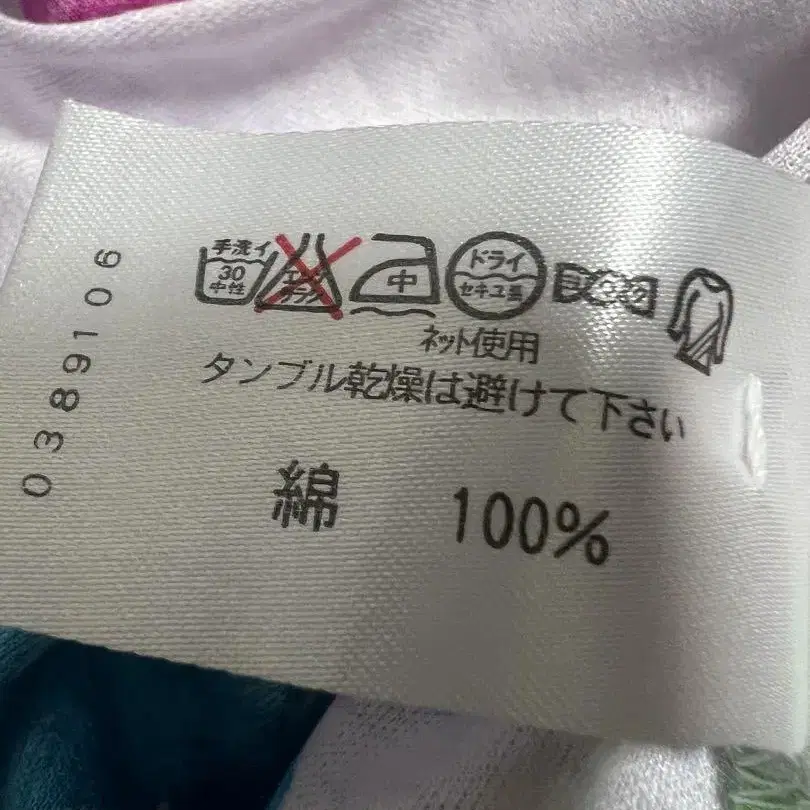 手洗イ
30
中性
エンソ
サラシ
中
ドライ
セキユ系
ネット使用
タンブル乾燥は避けて下さい
綿 100%
0389106